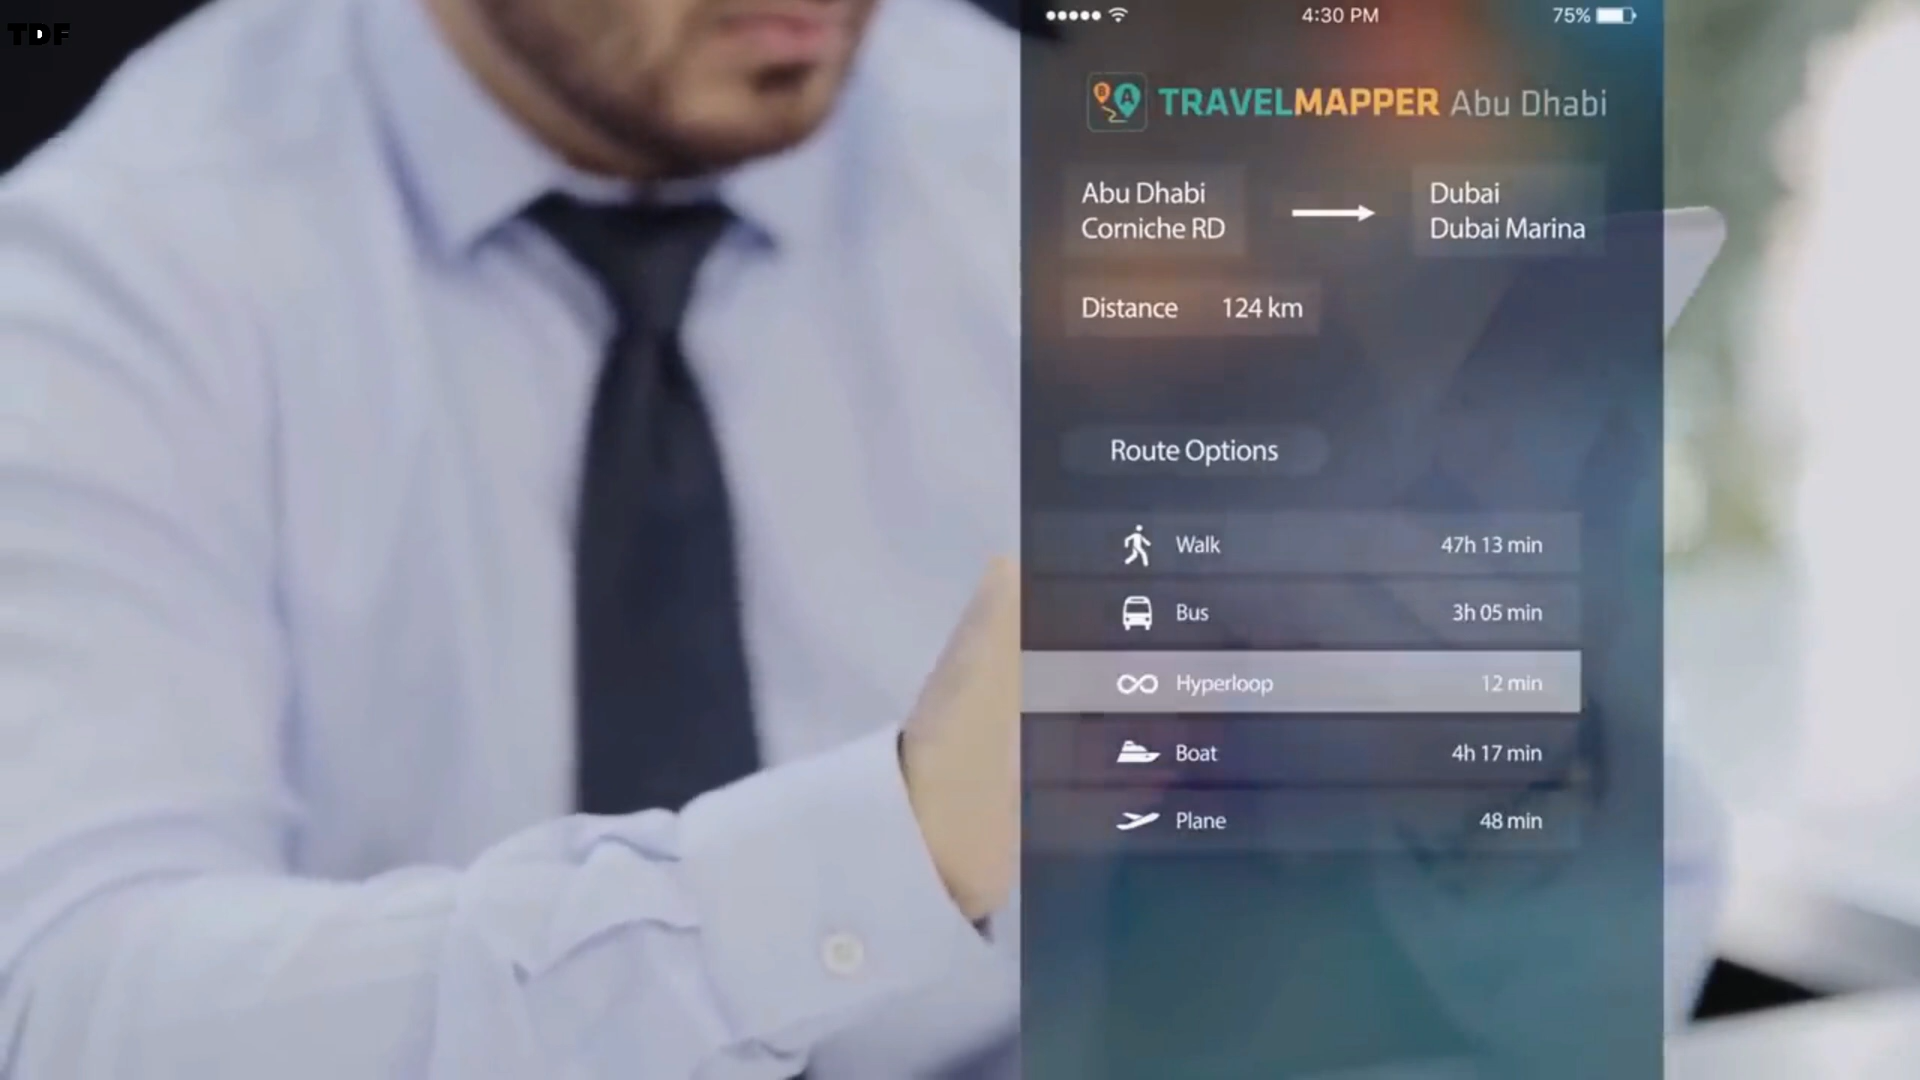 TDF
4:30 PM
75%
B A
TRAVELMAPPER Abu Dhabi
Abu Dhabi
Corniche RD
Dubai
Dubai Marina
Distance 124 km
Route Options
Walk 47h 13 min
Bus 3h 05 min
Hyperloop 12 min
Boat 4h 17 min
Plane 48 min